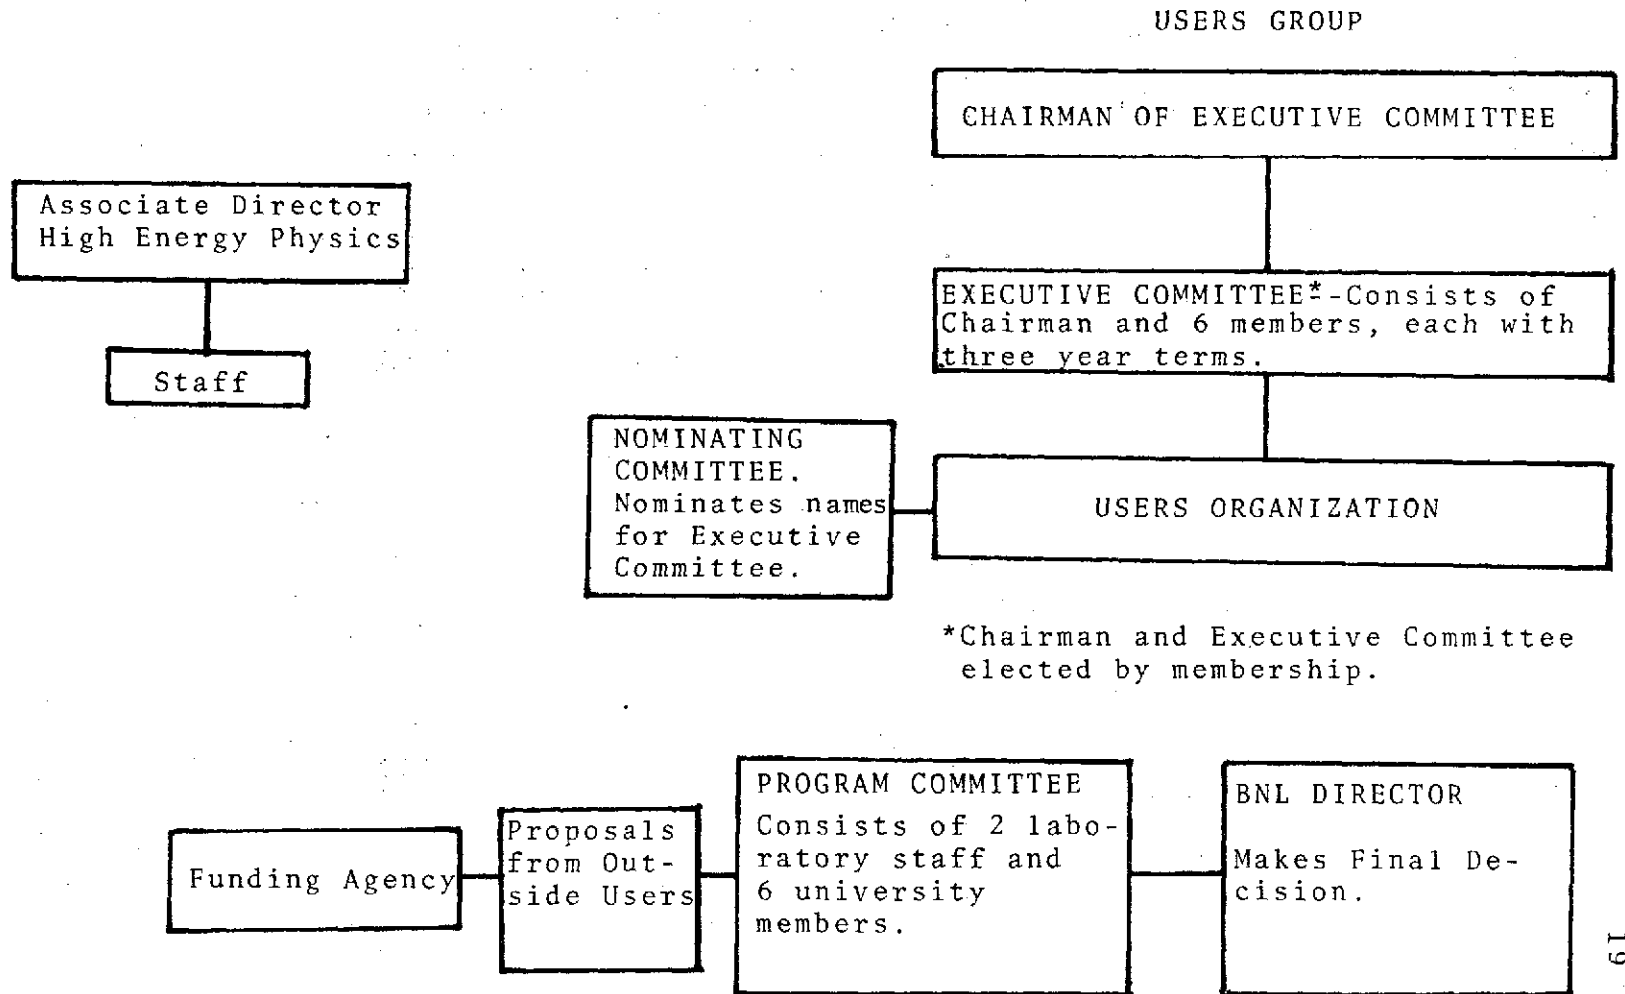 USERS GROUP
CHAIRMAN OF EXECUTIVE COMMITTEE
Associate Director
High Energy Physics
Staff
EXECUTIVE COMMITTEE*-Consists of
Chairman and 6 members, each with
three year terms.
NOMINATING
COMMITTEE.
Nominates names
for Executive
Committee.
USERS ORGANIZATION
*Chairman and Executive Committee
elected by membership.
Funding Agency
Proposals
from Out-
side Users
PROGRAM COMMITTEE
Consists of 2 labo-
ratory staff and
6 university
members.
BNL DIRECTOR
Makes Final De-
cision.
19